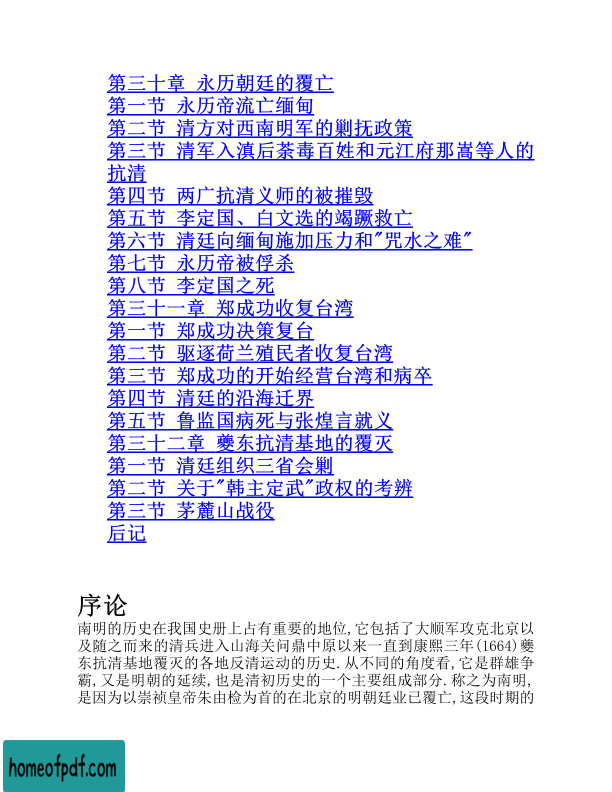 第三十章 永历朝廷的覆亡
第一节 永历帝流亡缅甸
第二节 清方对西南明军的剿抚政策
第三节 清军入滇后荼毒百姓和元江府那嵩等人的
抗清
第四节 两广抗清义师的被摧毁
第五节 李定国、白文选的竭蹶救亡
第六节 清廷向缅甸施加压力和"咒水之难"
第七节 永历帝被俘杀
第八节 李定国之死
第三十一章 郑成功收复台湾
第一节 郑成功决策复台
第二节 驱逐荷兰殖民者收复台湾
第三节 郑成功的开始经营台湾和病卒
第四节 清廷的沿海迁界
第五节 鲁监国病死与张煌言就义
第三十二章 夔东抗清基地的覆灭
第一节 清廷组织三省会剿
第二节 关于"韩主定武"政权的考辨
第三节 茅麓山战役
后记
序论
南明的历史在我国史册上占有重要的地位,它包括了大顺军攻克北京以
及随之而来的清兵进入山海关问鼎中原以来一直到康熙三年(1664)夔
东抗清基地覆灭的各地反清运动的历史.从不同的角度看,它是群雄争
霸,又是明朝的延续,也是清初历史的一个主要组成部分.称之为南明,
是因为以崇祯皇帝朱由检为首的在北京的明朝廷业已覆亡,这段时期的
homeofpdf.com